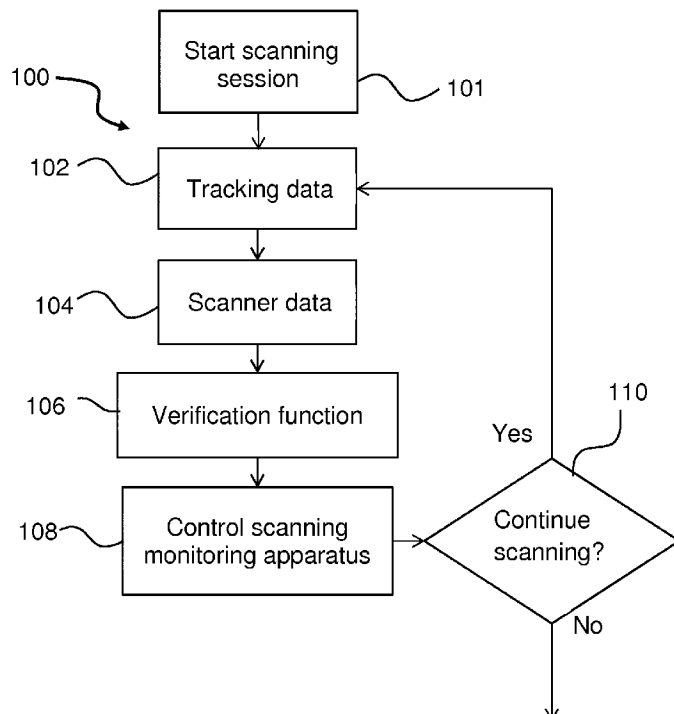 Start scanning
session
100
101
102
Tracking data
104
Scanner data
106
Verification function
110
Yes
108
Control scanning
monitoring apparatus
Continue
scanning?
No